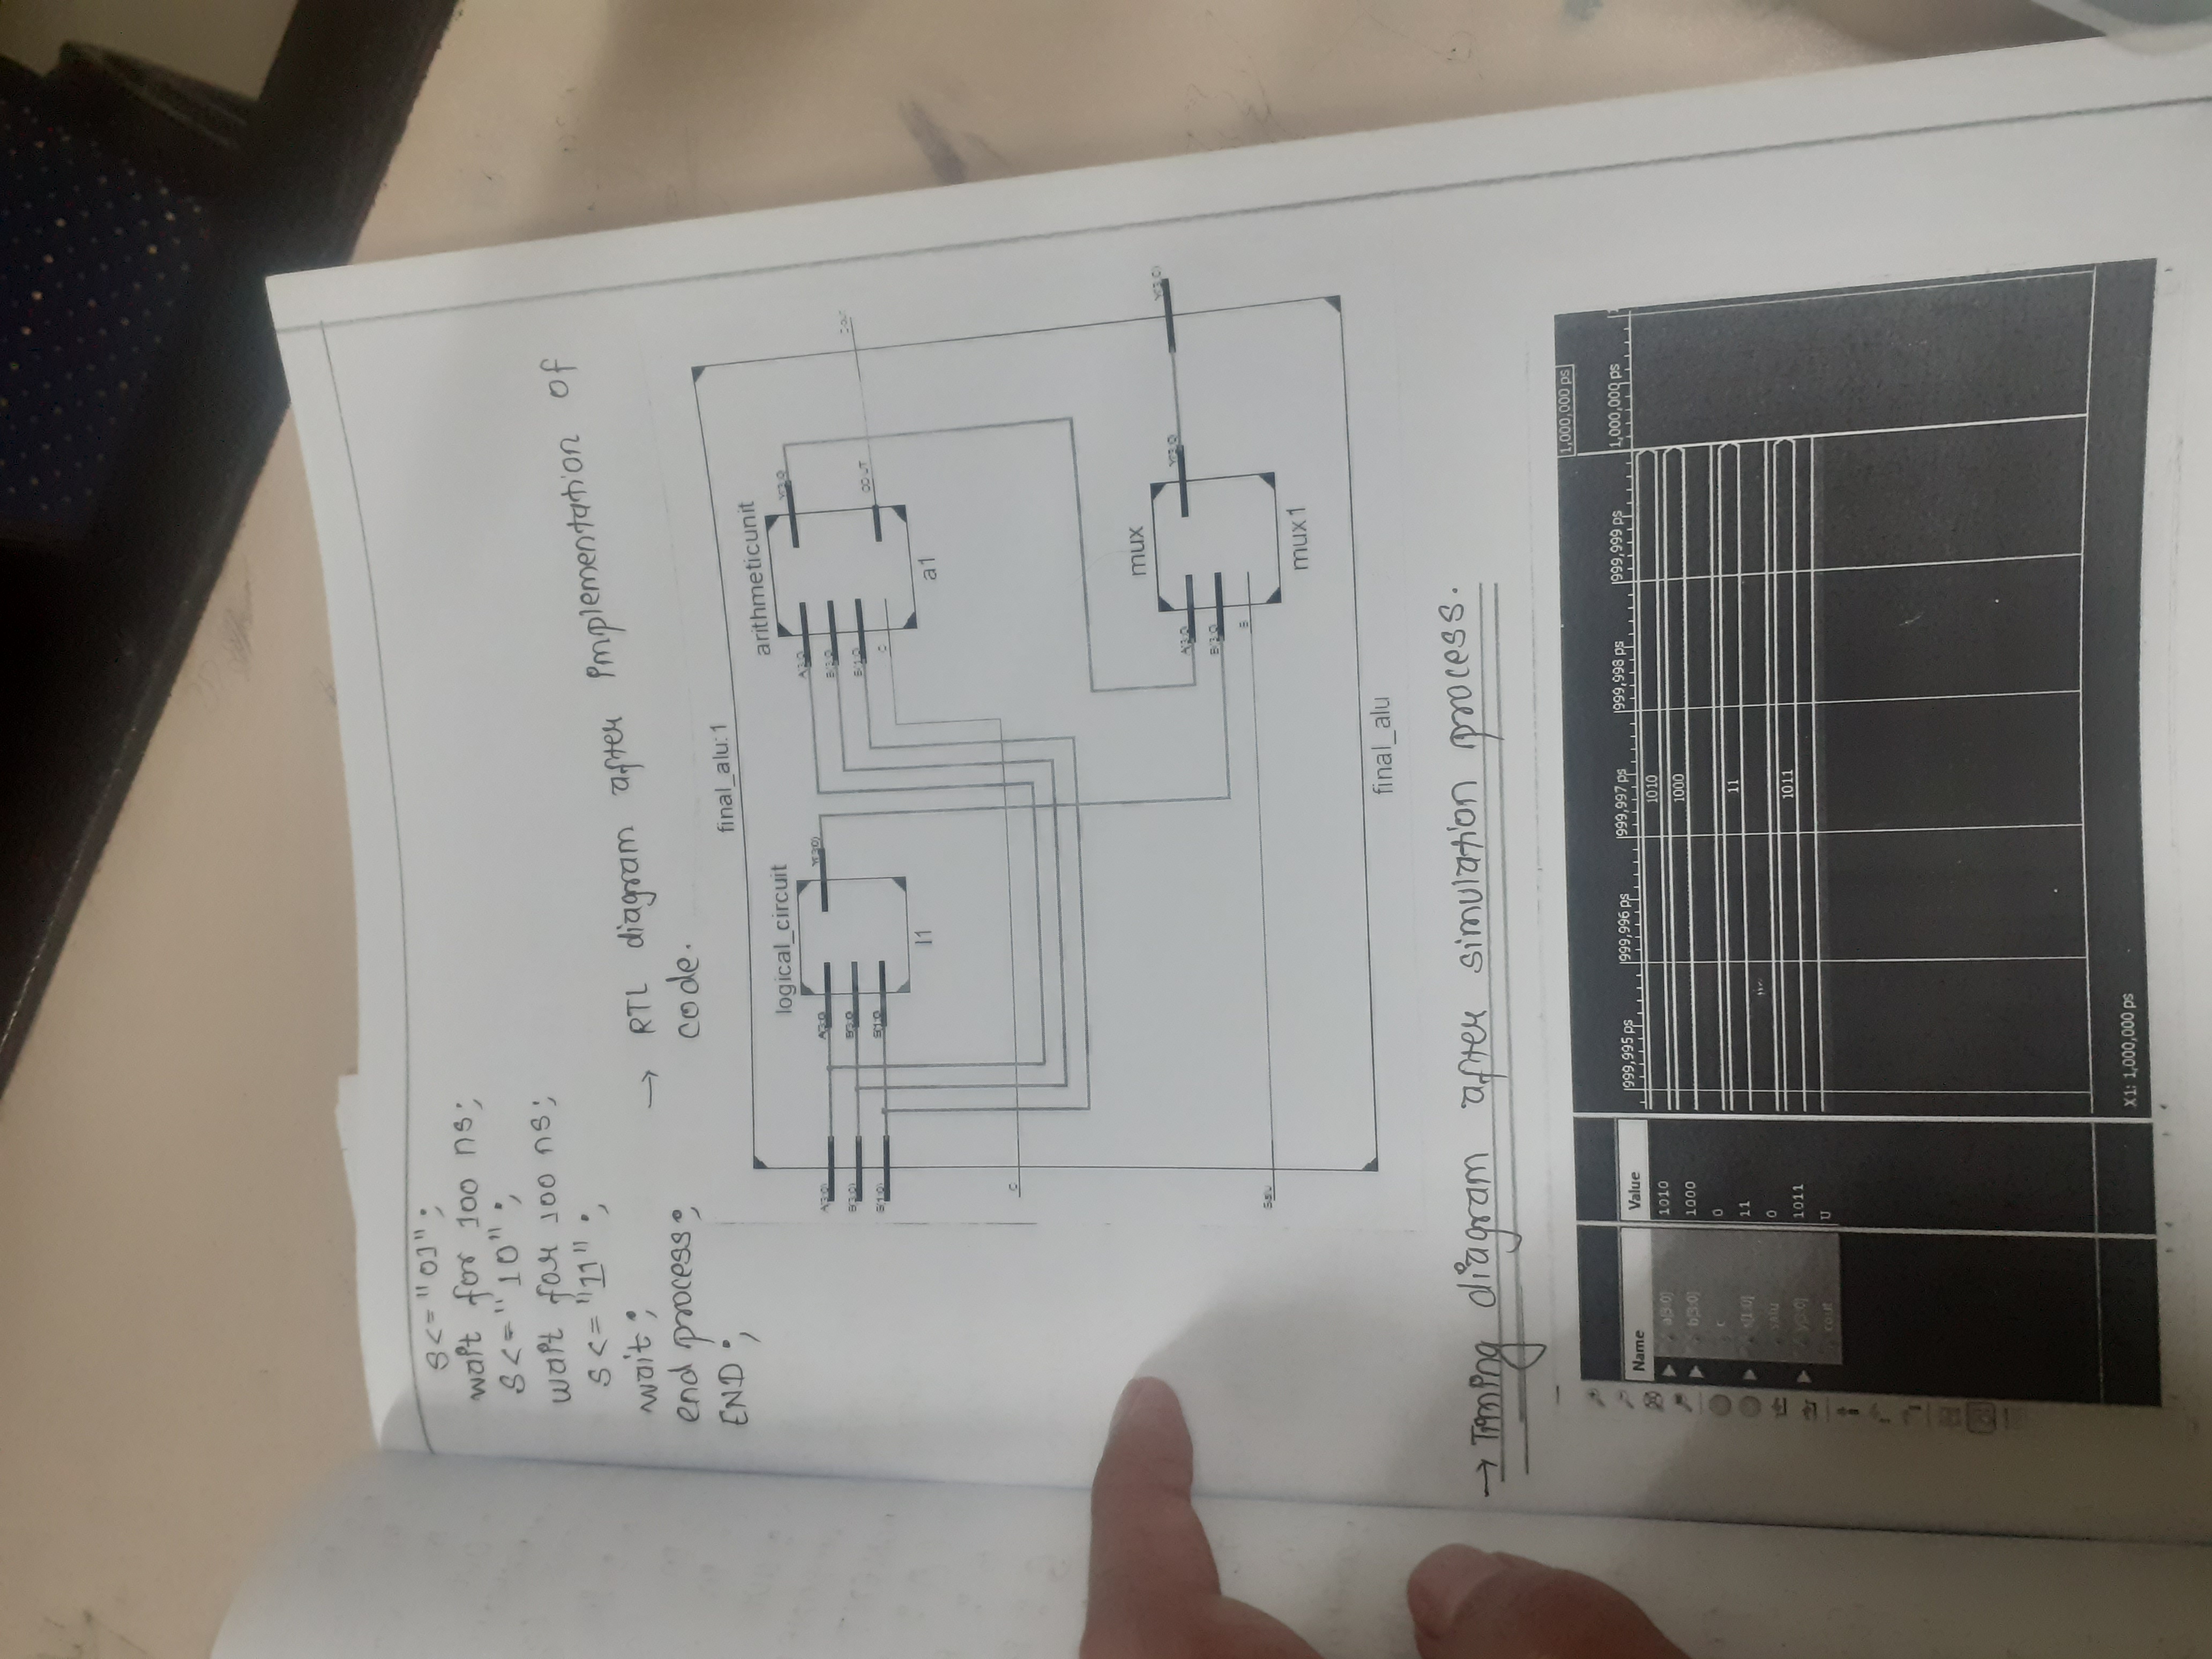 S<="01";
wait for 100 ns;
S<="10";
wait for 100 ns;
S<="11";
wait;
end process;
END;
→ RTL diagram after implementation of
code.
final_alu:1
logical_circuit
arithmeticunit
A(3:0)
B(3:0)
S(1:0)
A(3:0)
B(3:0)
S(1:0)
Y(3:0)
l1
A(3:0)
B(3:0)
S(1:0)
C
Y(3:0)
COUT
Cout
a1
C
mux
A(3:0)
B(3:0)
S
Y(3:0)
Y(3:0)
Salu
mux1
final_alu
→ Timing diagram after simulation process.
1,000,000 ps
999,995 ps 999,996 ps 999,997 ps 999,998 ps 999,999 ps 1,000,000 ps
Name Value
a[3:0] 1010 1010
b[3:0] 1000 1000
c 0
s[1:0] 11 11
salu 0
y[3:0] 1011 1011
cout U
X1: 1,000,000 ps